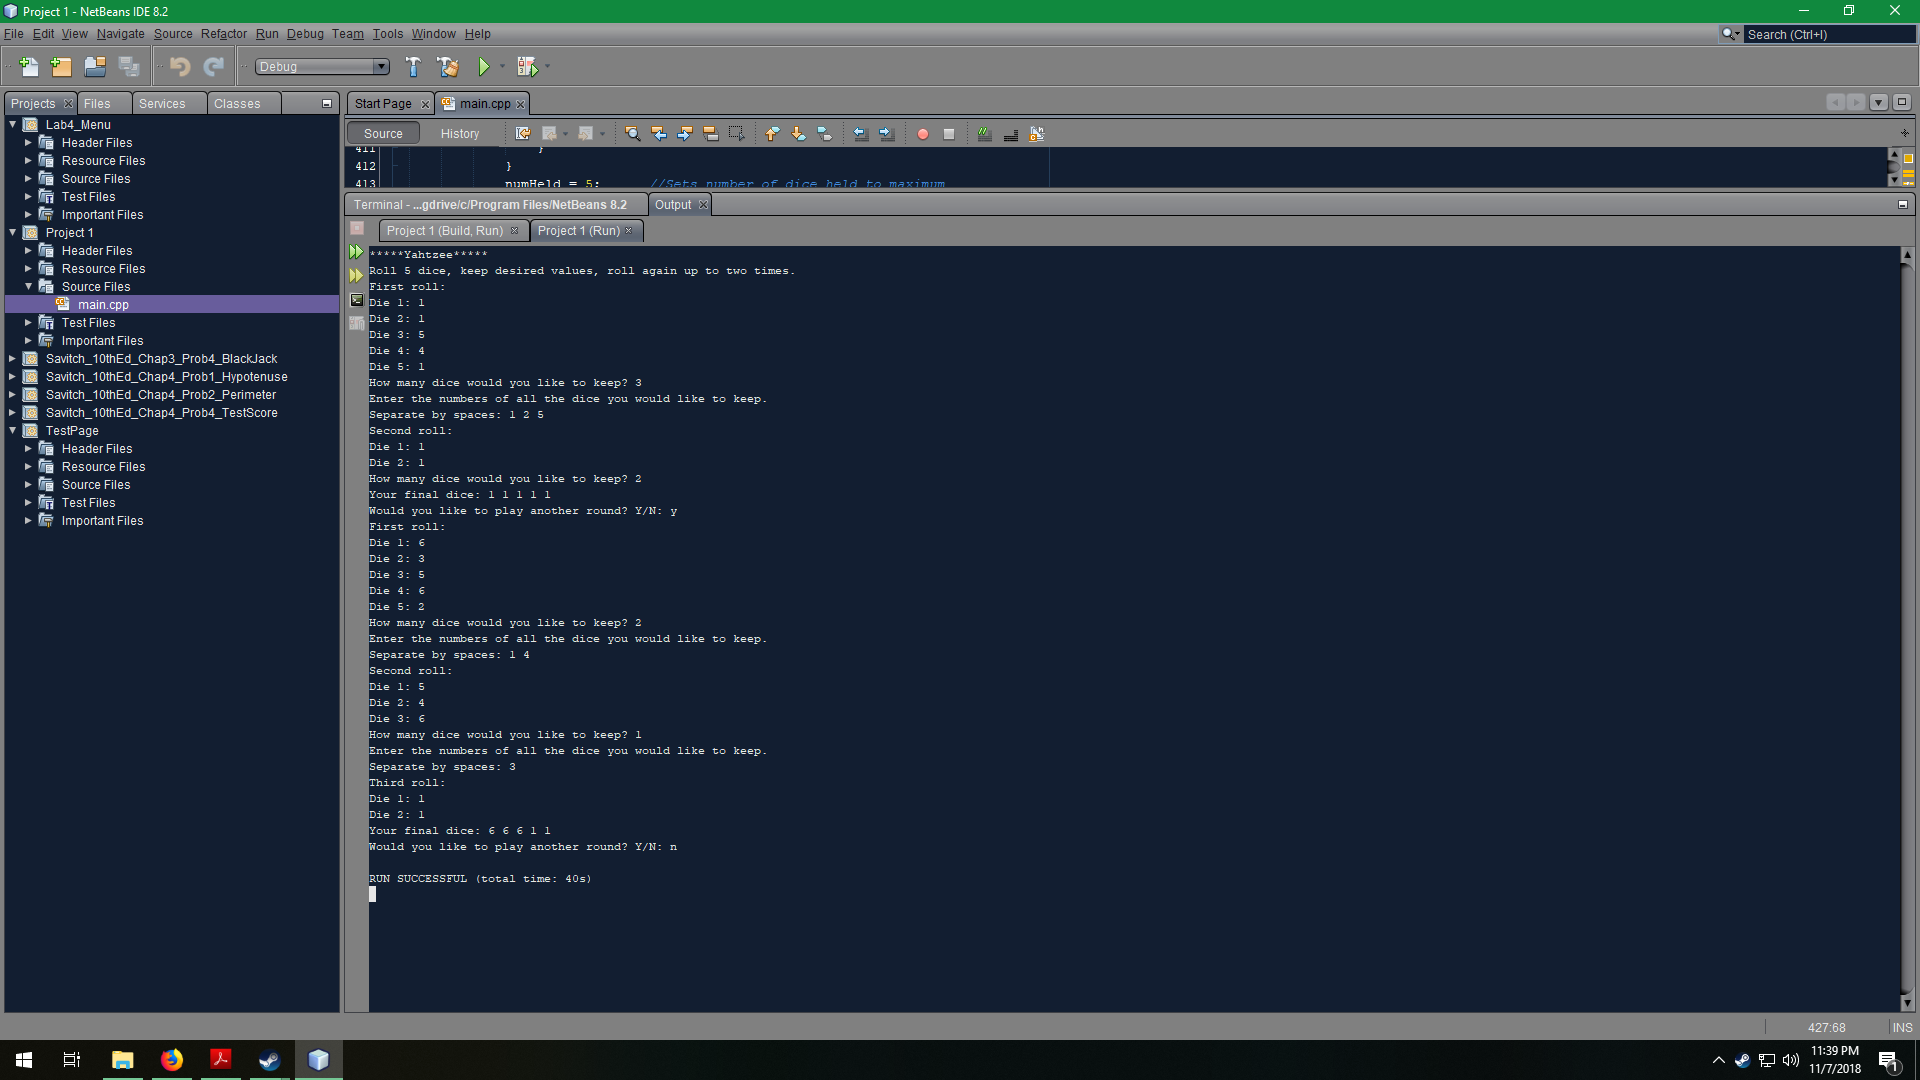 Project 1 - NetBeans IDE 8.2
File Edit View Navigate Source Refactor Run Debug Team Tools Window Help
Search (Ctrl+I)
Debug
Projects Files Services Classes
Start Page main.cpp
Lab4_Menu
Header Files
Resource Files
Source Files
Test Files
Important Files
Project 1
Header Files
Resource Files
Source Files
main.cpp
Test Files
Important Files
Savitch_10thEd_Chap3_Prob4_BlackJack
Savitch_10thEd_Chap4_Prob1_Hypotenuse
Savitch_10thEd_Chap4_Prob2_Perimeter
Savitch_10thEd_Chap4_Prob4_TestScore
TestPage
Header Files
Resource Files
Source Files
Test Files
Important Files
Source History
411 }
412 }
413 numHeld = 5; //Sets number of dice held to maximum
Terminal - ...gdrive/c/Program Files/NetBeans 8.2 Output
Project 1 (Build, Run) Project 1 (Run)
*****Yahtzee*****
Roll 5 dice, keep desired values, roll again up to two times.
First roll:
Die 1: 1
Die 2: 1
Die 3: 5
Die 4: 4
Die 5: 1
How many dice would you like to keep? 3
Enter the numbers of all the dice you would like to keep.
Separate by spaces: 1 2 5
Second roll:
Die 1: 1
Die 2: 1
How many dice would you like to keep? 2
Your final dice: 1 1 1 1 1
Would you like to play another round? Y/N: y
First roll:
Die 1: 6
Die 2: 3
Die 3: 5
Die 4: 6
Die 5: 2
How many dice would you like to keep? 2
Enter the numbers of all the dice you would like to keep.
Separate by spaces: 1 4
Second roll:
Die 1: 5
Die 2: 4
Die 3: 6
How many dice would you like to keep? 1
Enter the numbers of all the dice you would like to keep.
Separate by spaces: 3
Third roll:
Die 1: 1
Die 2: 1
Your final dice: 6 6 6 1 1
Would you like to play another round? Y/N: n
RUN SUCCESSFUL (total time: 40s)
427:68 INS
11:39 PM
11/7/2018
1